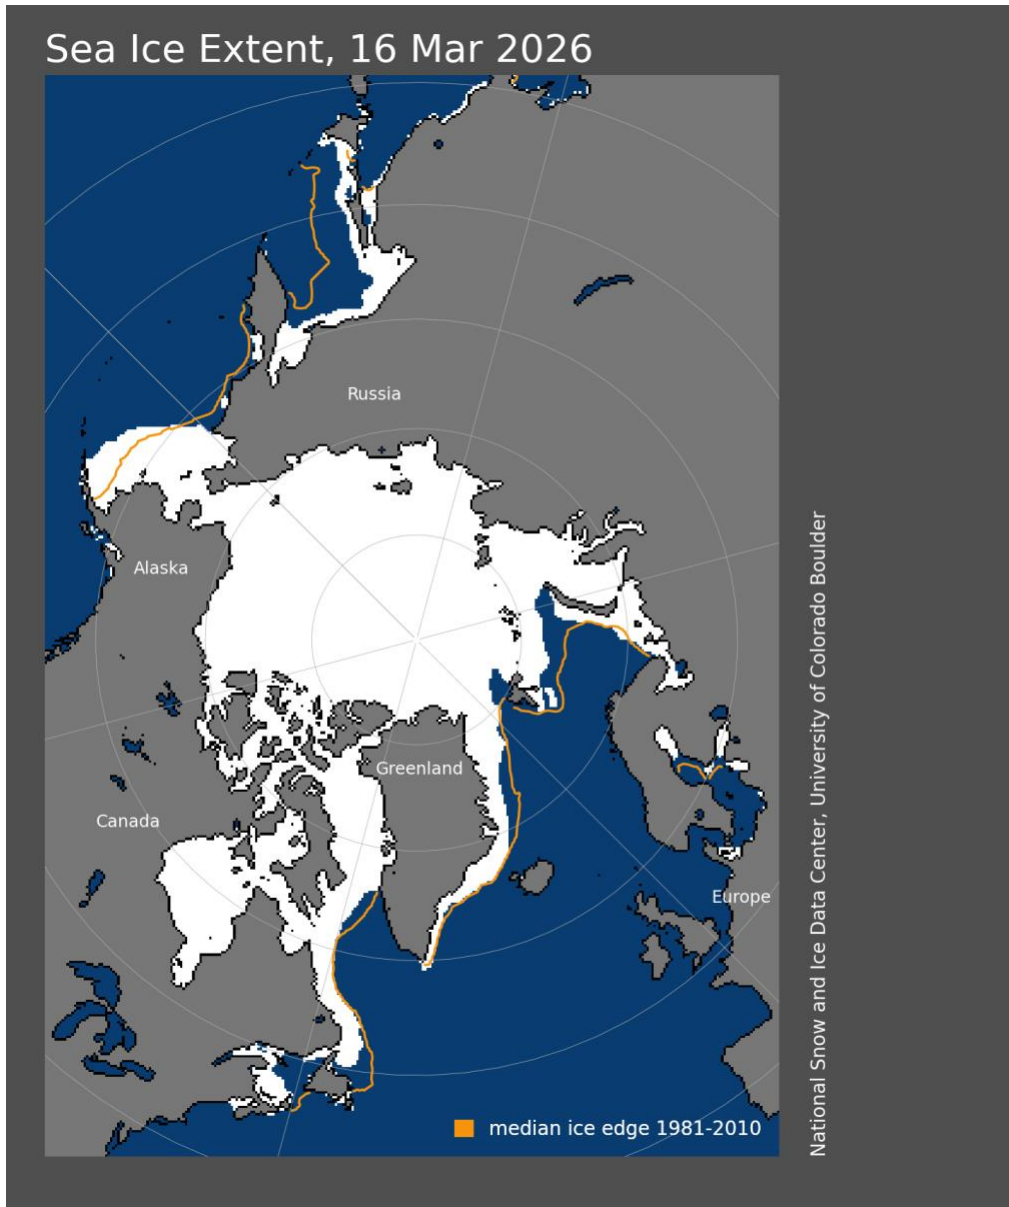 Sea Ice Extent, 16 Mar 2026
Russia
Alaska
Greenland
Canada
Europe
median ice edge 1981-2010
National Snow and Ice Data Center, University of Colorado Boulder